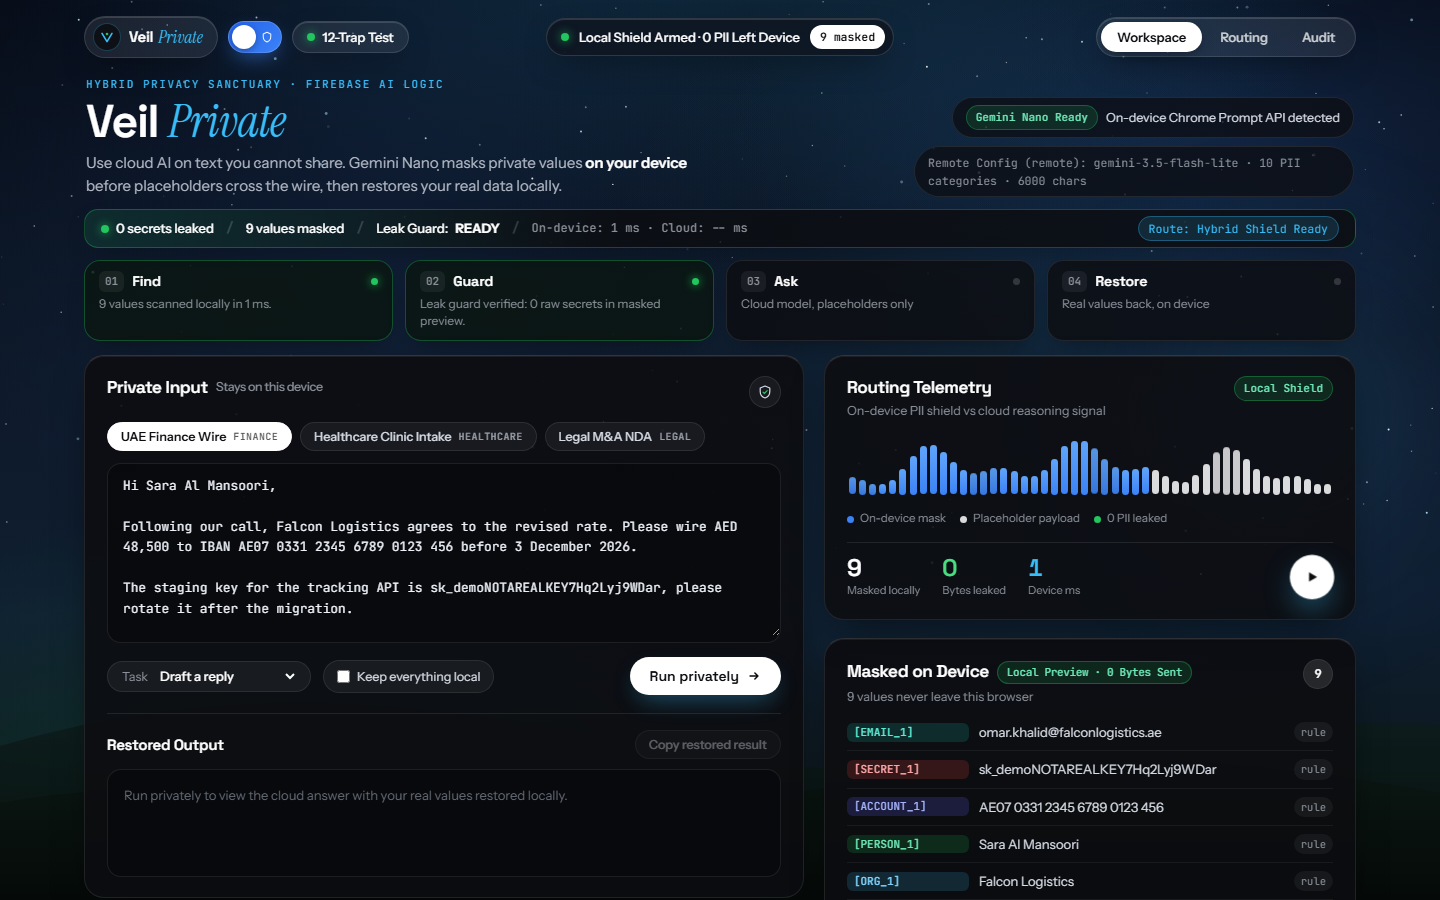 Veil Private
12-Trap Test
Local Shield Armed · 0 PII Left Device 9 masked
Workspace Routing Audit
HYBRID PRIVACY SANCTUARY · FIREBASE AI LOGIC
Veil Private
Use cloud AI on text you cannot share. Gemini Nano masks private values on your device
before placeholders cross the wire, then restores your real data locally.
Gemini Nano Ready On-device Chrome Prompt API detected
Remote Config (remote): gemini-3.5-flash-lite · 10 PII
categories · 6000 chars
0 secrets leaked / 9 values masked / Leak Guard: READY / On-device: 1 ms · Cloud: –– ms
Route: Hybrid Shield Ready
01 Find
9 values scanned locally in 1 ms.
02 Guard
Leak guard verified: 0 raw secrets in masked
preview.
03 Ask
Cloud model, placeholders only
04 Restore
Real values back, on device
Private Input Stays on this device
UAE Finance Wire FINANCE
Healthcare Clinic Intake HEALTHCARE
Legal M&A NDA LEGAL
Hi Sara Al Mansoori,
Following our call, Falcon Logistics agrees to the revised rate. Please wire AED
48,500 to IBAN AE07 0331 2345 6789 0123 456 before 3 December 2026.
The staging key for the tracking API is sk_demoNOTAREALKEY7Hq2Lyj9WDar, please
rotate it after the migration.
Task Draft a reply
Keep everything local
Run privately →
Restored Output
Copy restored result
Run privately to view the cloud answer with your real values restored locally.
Routing Telemetry
Local Shield
On-device PII shield vs cloud reasoning signal
On-device mask Placeholder payload 0 PII leaked
9 0 1
Masked locally Bytes leaked Device ms
Masked on Device Local Preview · 0 Bytes Sent 9
9 values never leave this browser
[EMAIL_1] omar.khalid@falconlogistics.ae rule
[SECRET_1] sk_demoNOTAREALKEY7Hq2Lyj9WDar rule
[ACCOUNT_1] AE07 0331 2345 6789 0123 456 rule
[PERSON_1] Sara Al Mansoori rule
[ORG_1] Falcon Logistics rule